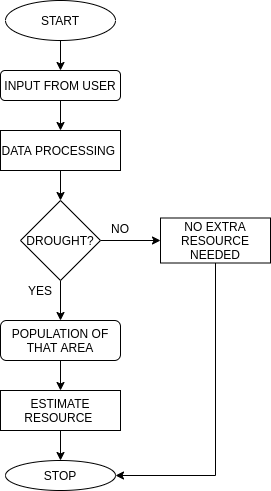 START
INPUT FROM USER
DATA PROCESSING
DROUGHT?
NO
NO EXTRA
RESOURCE
NEEDED
YES
POPULATION OF
THAT AREA
ESTIMATE
RESOURCE
STOP